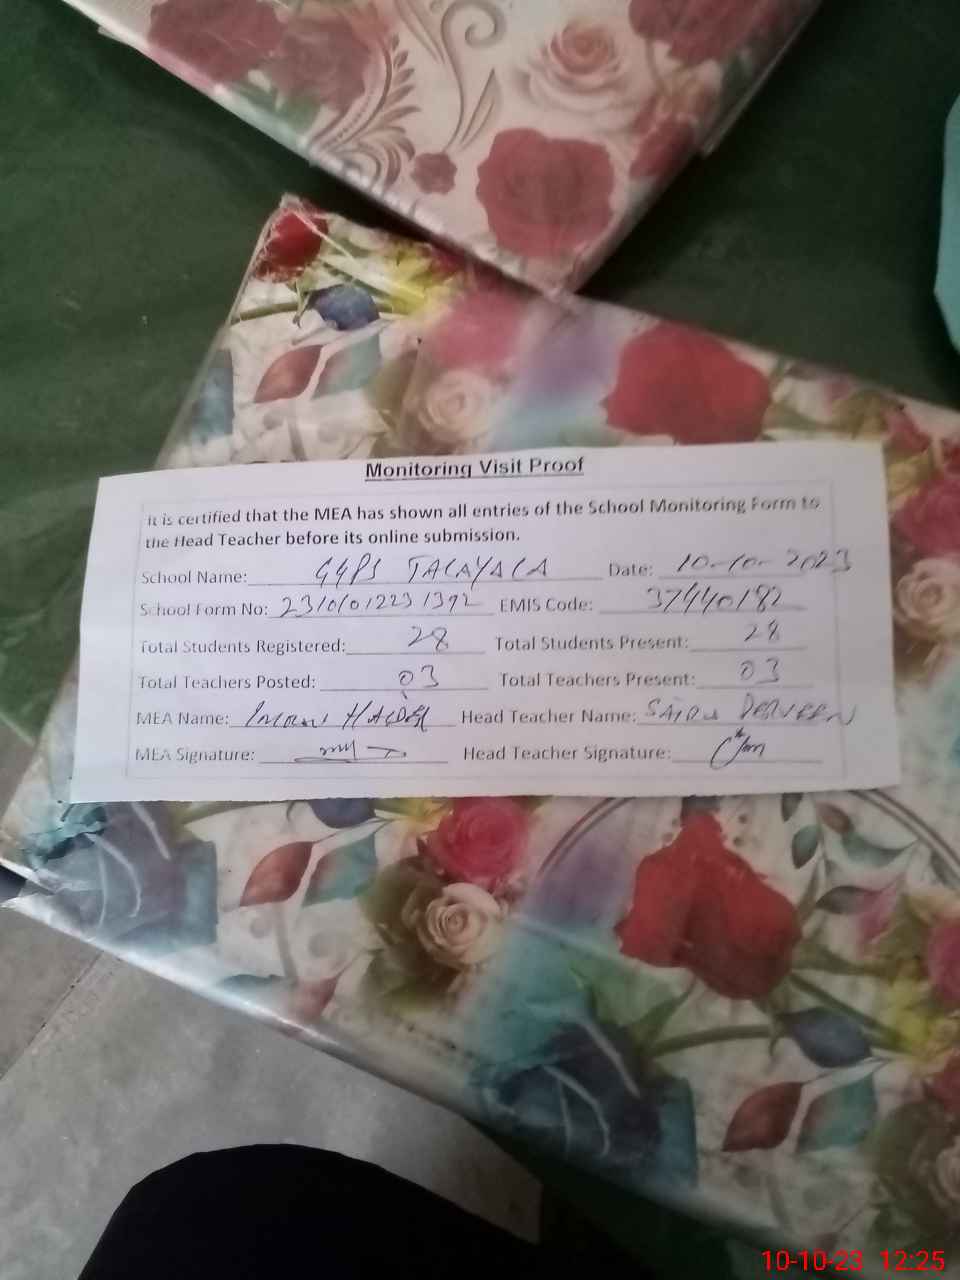 Monitoring Visit Proof
It is certified that the MEA has shown all entries of the School Monitoring Form to
the Head Teacher before its online submission.
School Name: GGPS Date: 10-10-2023
School Form No: EMIS Code: 37440182
Total Students Registered: 28 Total Students Present: 28
Total Teachers Posted: 03 Total Teachers Present: 03
MEA Name: Head Teacher Name:
MEA Signature: Head Teacher Signature:
10-10-23 12:25